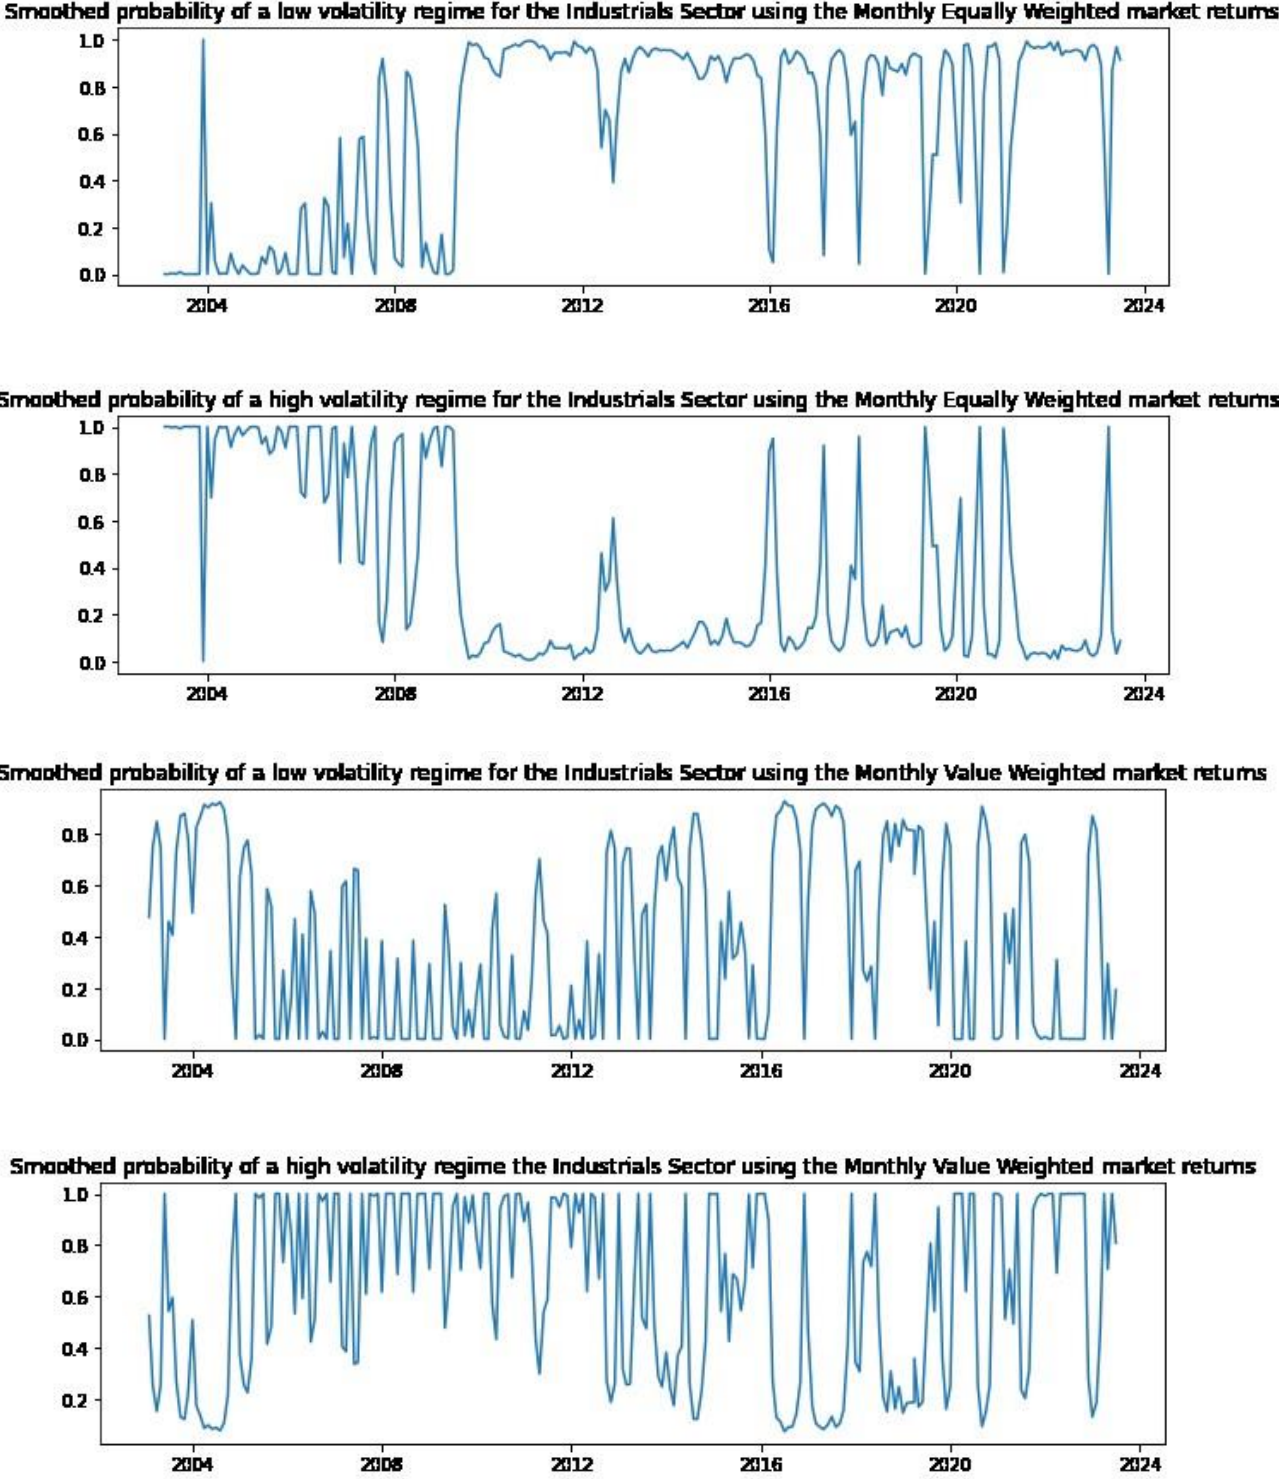 Smoothed probability of a low volatility regime for the Industrials Sector using the Monthly Equally Weighted market returns
1.0
0.8
0.6
0.4
0.2
0.0
2004 2008 2012 2016 2020 2024
Smoothed probability of a high volatility regime for the Industrials Sector using the Monthly Equally Weighted market returns
1.0
0.8
0.6
0.4
0.2
0.0
2004 2008 2012 2016 2020 2024
Smoothed probability of a low volatility regime for the Industrials Sector using the Monthly Value Weighted market returns
0.8
0.6
0.4
0.2
0.0
2004 2008 2012 2016 2020 2024
Smoothed probability of a high volatility regime the Industrials Sector using the Monthly Value Weighted market returns
1.0
0.8
0.6
0.4
0.2
2004 2008 2012 2016 2020 2024